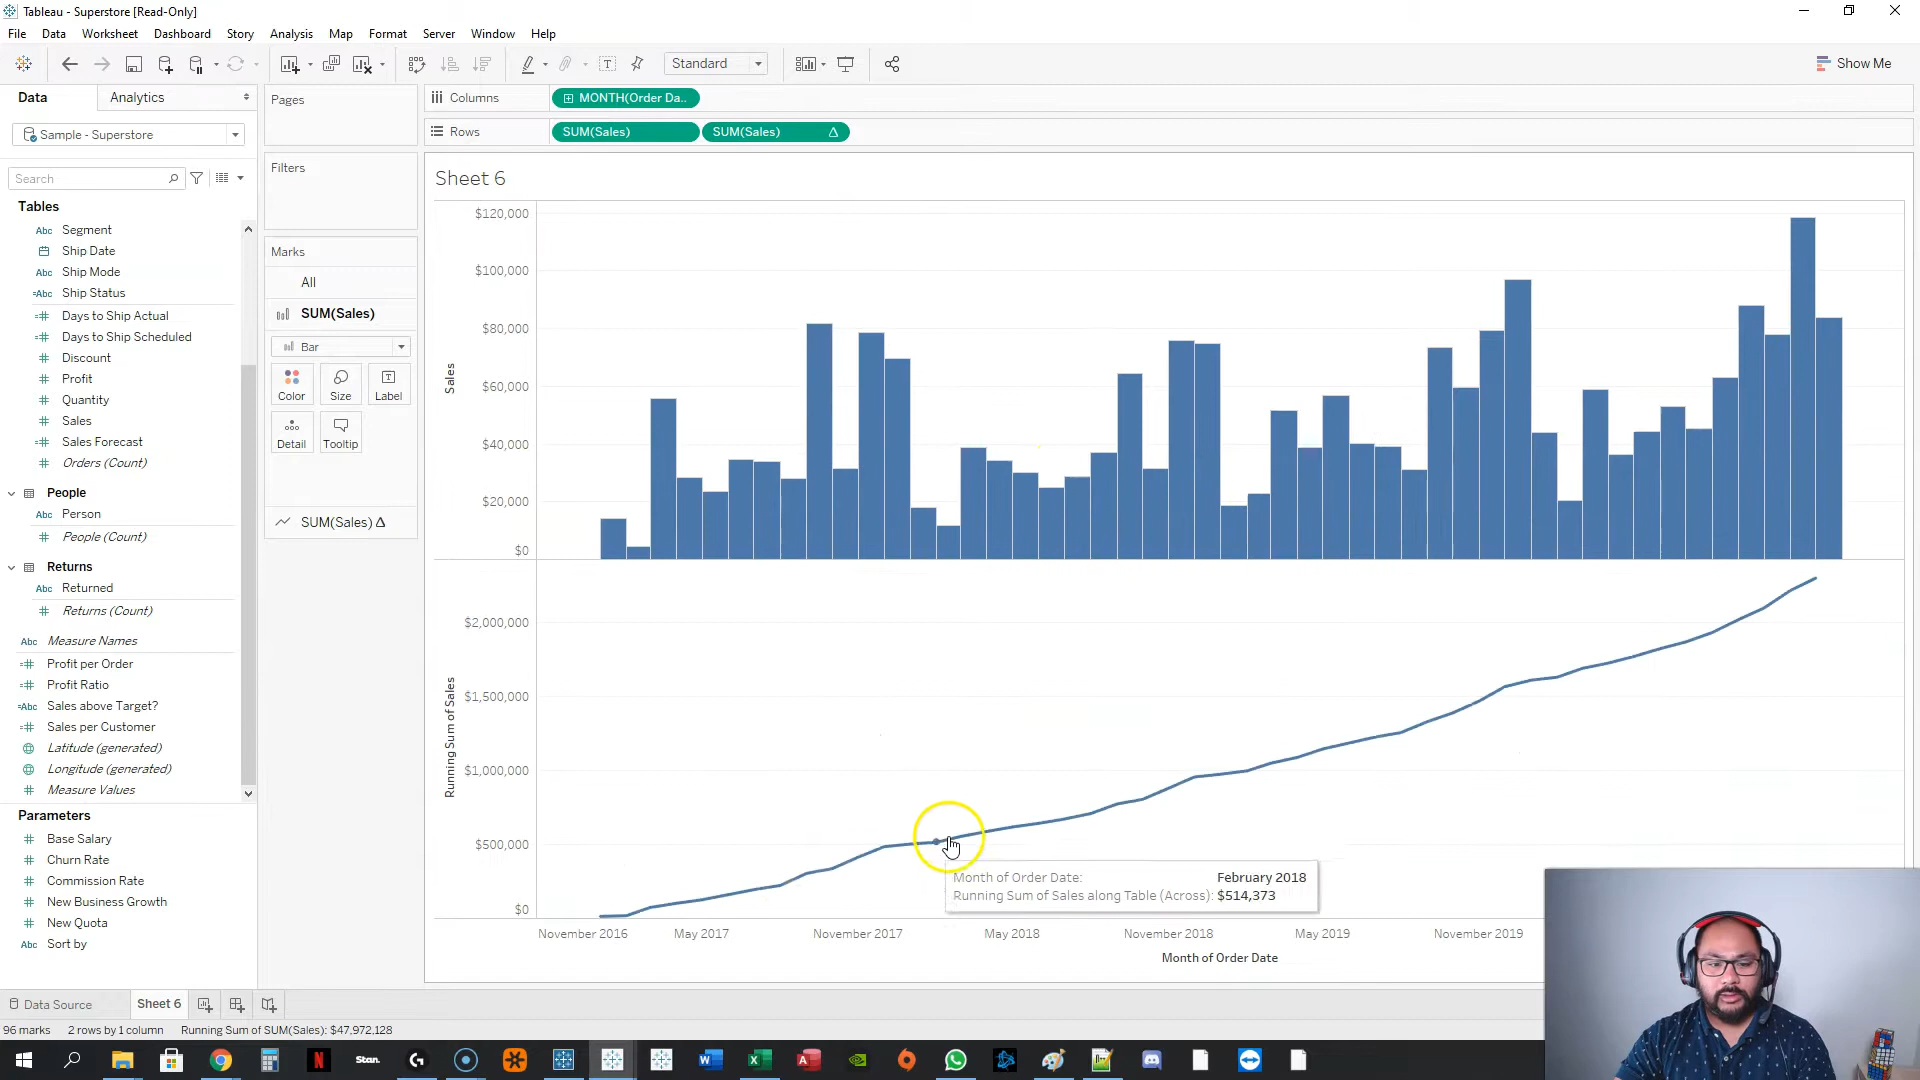 Tableau - Superstore [Read-Only]
File Data Worksheet Dashboard Story Analysis Map Format Server Window Help
Standard
Show Me
Data Analytics
Sample - Superstore
Search
Tables
Abc Segment
Ship Date
Abc Ship Mode
=Abc Ship Status
Days to Ship Actual
Days to Ship Scheduled
Discount
Profit
Quantity
Sales
Sales Forecast
Orders (Count)
People
Abc Person
People (Count)
Returns
Abc Returned
Returns (Count)
Abc Measure Names
Profit per Order
Profit Ratio
=Abc Sales above Target?
Sales per Customer
Latitude (generated)
Longitude (generated)
Measure Values
Parameters
Base Salary
Churn Rate
Commission Rate
New Business Growth
New Quota
Abc Sort by
Pages
Filters
Marks
All
SUM(Sales)
Bar
Color Size Label
Detail Tooltip
SUM(Sales) Δ
Columns MONTH(Order Da..
Rows SUM(Sales) SUM(Sales) Δ
Sheet 6
Sales
$120,000
$100,000
$80,000
$60,000
$40,000
$20,000
$0
Running Sum of Sales
$2,000,000
$1,500,000
$1,000,000
$500,000
$0
Month of Order Date: February 2018
Running Sum of Sales along Table (Across): $514,373
November 2016 May 2017 November 2017 May 2018 November 2018 May 2019 November 2019
Month of Order Date
Data Source Sheet 6
96 marks 2 rows by 1 column Running Sum of SUM(Sales): $47,972,128
Stan.